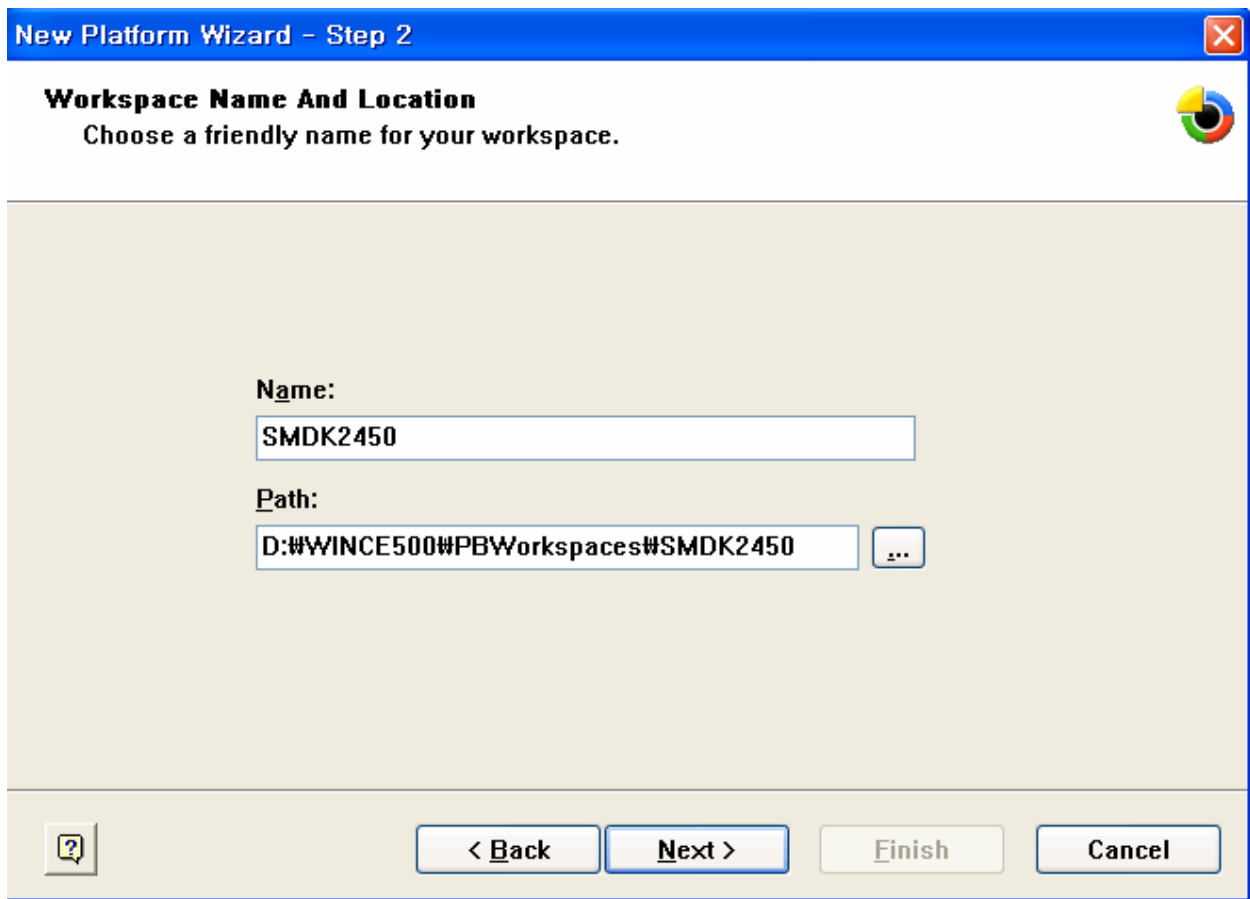 New Platform Wizard - Step 2
Workspace Name And Location
Choose a friendly name for your workspace.
Name:
SMDK2450
Path:
D:₩WINCE500₩PBWorkspaces₩SMDK2450
...
< Back
Next >
Finish
Cancel